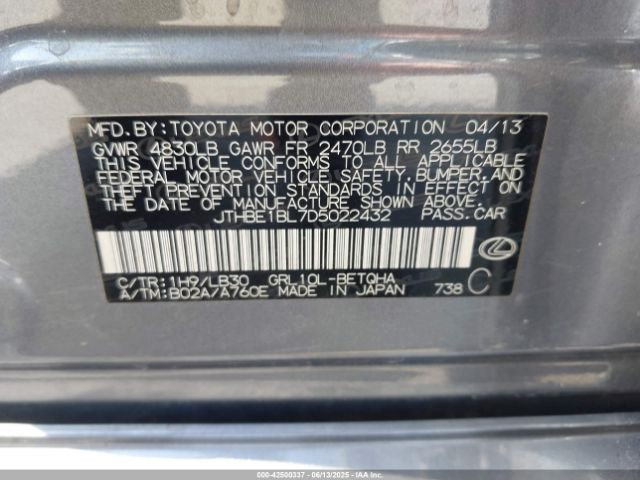 MFD. BY: TOYOTA MOTOR CORPORATION 04/13
GVWR 4830LB GAWR FR 2470LB RR 2655LB
THIS VEHICLE CONFORMS TO ALL APPLICABLE
FEDERAL MOTOR VEHICLE SAFETY, BUMPER, AND
THEFT PREVENTION STANDARDS IN EFFECT ON
THE DATE OF MANUFACTURE SHOWN ABOVE.
JTHBE1BL7D5022432 PASS. CAR
C/TR: 1H9/LB30 GRL10L-BETQHA
A/TM: B02A/A760E MADE IN JAPAN 738 C
000-42500337 - 06/13/2025 - Copyright IAA, Inc.